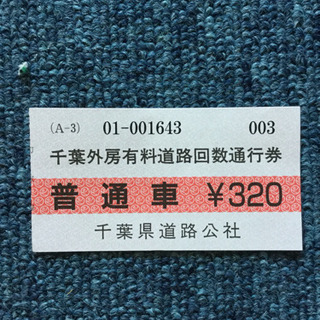 (A-3) 01-001643 003
千葉外房有料道路回数通行券
普通車 ¥320
千葉県道路公社